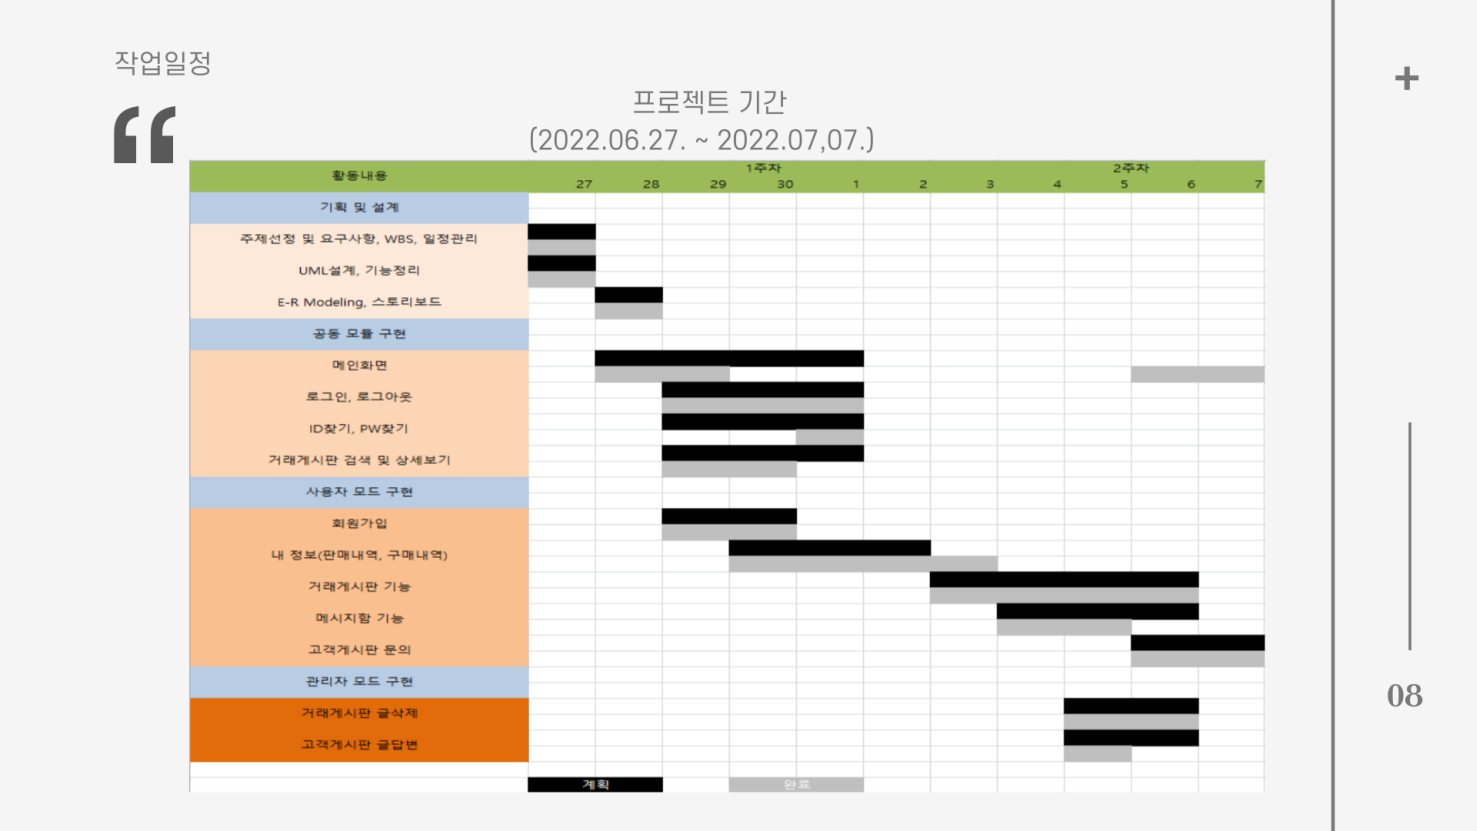 작업일정
“
프로젝트 기간
(2022.06.27. ~ 2022.07,07.)
+
활동내용
1주차 2주차
27 28 29 30 1 2 3 4 5 6 7
기획 및 설계
주제선정 및 요구사항, WBS, 일정관리
UML설계, 기능정리
E-R Modeling, 스토리보드
공동 모듈 구현
메인화면
로그인, 로그아웃
ID찾기, PW찾기
거래게시판 검색 및 상세보기
사용자 모드 구현
회원가입
내 정보(판매내역, 구매내역)
거래게시판 기능
메시지함 기능
고객게시판 문의
관리자 모드 구현
거래게시판 글삭제
고객게시판 글답변
계획 완료
08